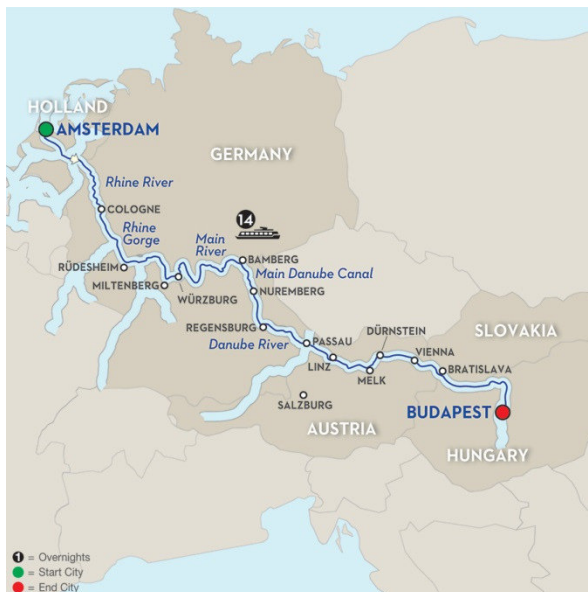 HOLLAND
AMSTERDAM
GERMANY
Rhine River
COLOGNE
Rhine
Gorge
14
Main
River
BAMBERG
RÜDESHEIM
Main Danube Canal
MILTENBERG
NUREMBERG
WÜRZBURG
REGENSBURG
SLOVAKIA
Danube River
PASSAU
DÜRNSTEIN
LINZ
VIENNA
MELK
BRATISLAVA
SALZBURG
BUDAPEST
AUSTRIA
HUNGARY
1 = Overnights
= Start City
= End City